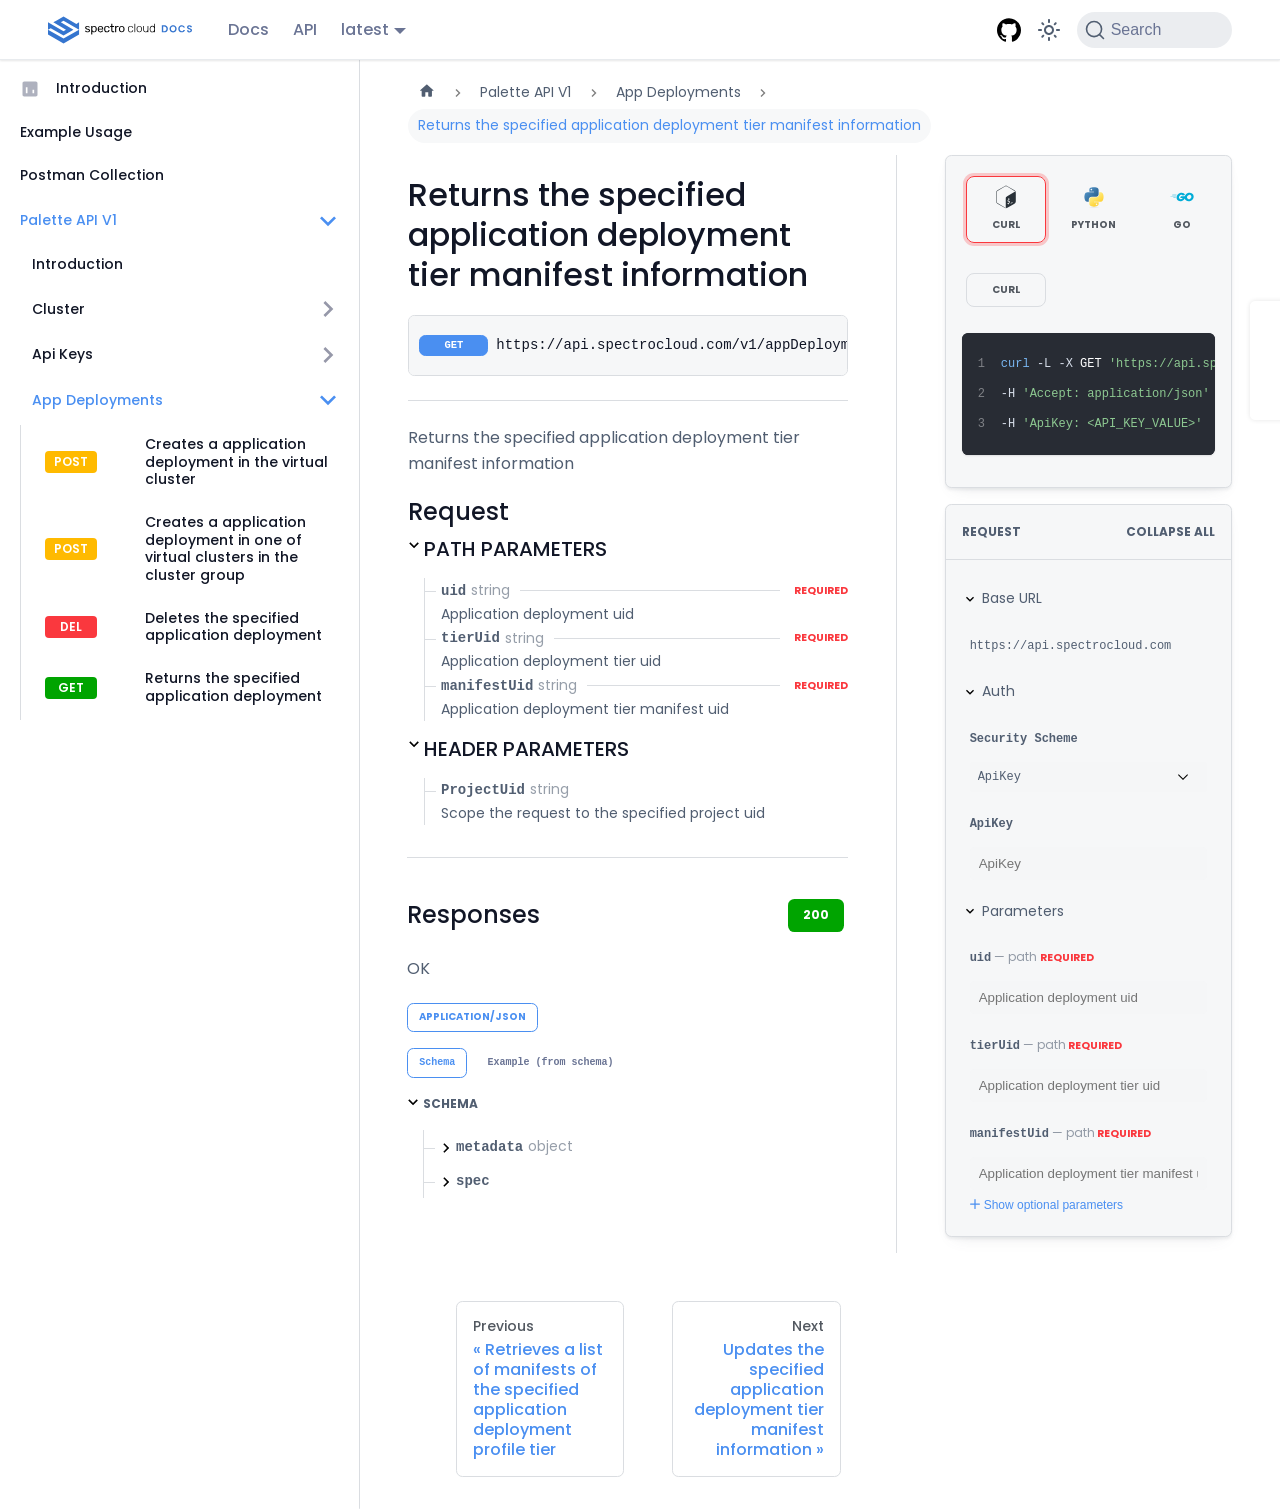 spectro cloud DOCS
Docs
API
latest
Search
Introduction
Example Usage
Postman Collection
Palette API V1
Introduction
Cluster
Api Keys
App Deployments
POST
Creates a application
deployment in the virtual
cluster
POST
Creates a application
deployment in one of
virtual clusters in the
cluster group
DEL
Deletes the specified
application deployment
GET
Returns the specified
application deployment
Palette API V1
App Deployments
Returns the specified application deployment tier manifest information
Returns the specified
application deployment
tier manifest information
GET https://api.spectrocloud.com/v1/appDeploym
Returns the specified application deployment tier
manifest information
Request
PATH PARAMETERS
uid string REQUIRED
Application deployment uid
tierUid string REQUIRED
Application deployment tier uid
manifestUid string REQUIRED
Application deployment tier manifest uid
HEADER PARAMETERS
ProjectUid string
Scope the request to the specified project uid
Responses
200
OK
APPLICATION/JSON
Schema
Example (from schema)
SCHEMA
metadata object
spec
CURL
PYTHON
GO
CURL
1 curl -L -X GET 'https://api.sp
2 -H 'Accept: application/json'
3 -H 'ApiKey: <API_KEY_VALUE>'
REQUEST
COLLAPSE ALL
Base URL
https://api.spectrocloud.com
Auth
Security Scheme
ApiKey
ApiKey
ApiKey
Parameters
uid — path REQUIRED
Application deployment uid
tierUid — path REQUIRED
Application deployment tier uid
manifestUid — path REQUIRED
Application deployment tier manifest
Show optional parameters
Previous
« Retrieves a list
of manifests of
the specified
application
deployment
profile tier
Next
Updates the
specified
application
deployment tier
manifest
information »